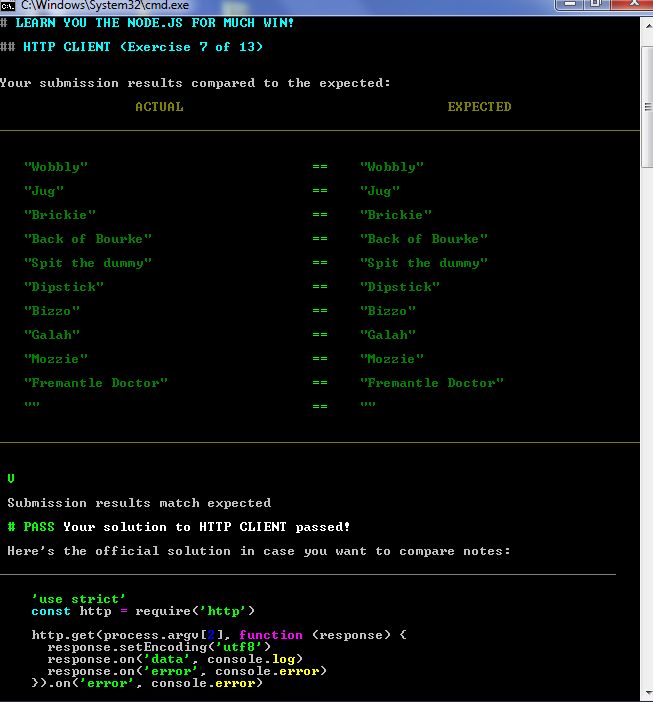 C:\Windows\System32\cmd.exe
# LEARN YOU THE NODE.JS FOR MUCH WIN!
## HTTP CLIENT (Exercise 7 of 13)
Your submission results compared to the expected:
ACTUAL EXPECTED
"Wobbly" == "Wobbly"
"Jug" == "Jug"
"Brickie" == "Brickie"
"Back of Bourke" == "Back of Bourke"
"Spit the dummy" == "Spit the dummy"
"Dipstick" == "Dipstick"
"Bizzo" == "Bizzo"
"Galah" == "Galah"
"Mozzie" == "Mozzie"
"Fremantle Doctor" == "Fremantle Doctor"
"" == ""
V
Submission results match expected
# PASS Your solution to HTTP CLIENT passed!
Here's the official solution in case you want to compare notes:
'use strict'
const http = require('http')
http.get(process.argv[2], function (response) {
response.setEncoding('utf8')
response.on('data', console.log)
response.on('error', console.error)
}).on('error', console.error)